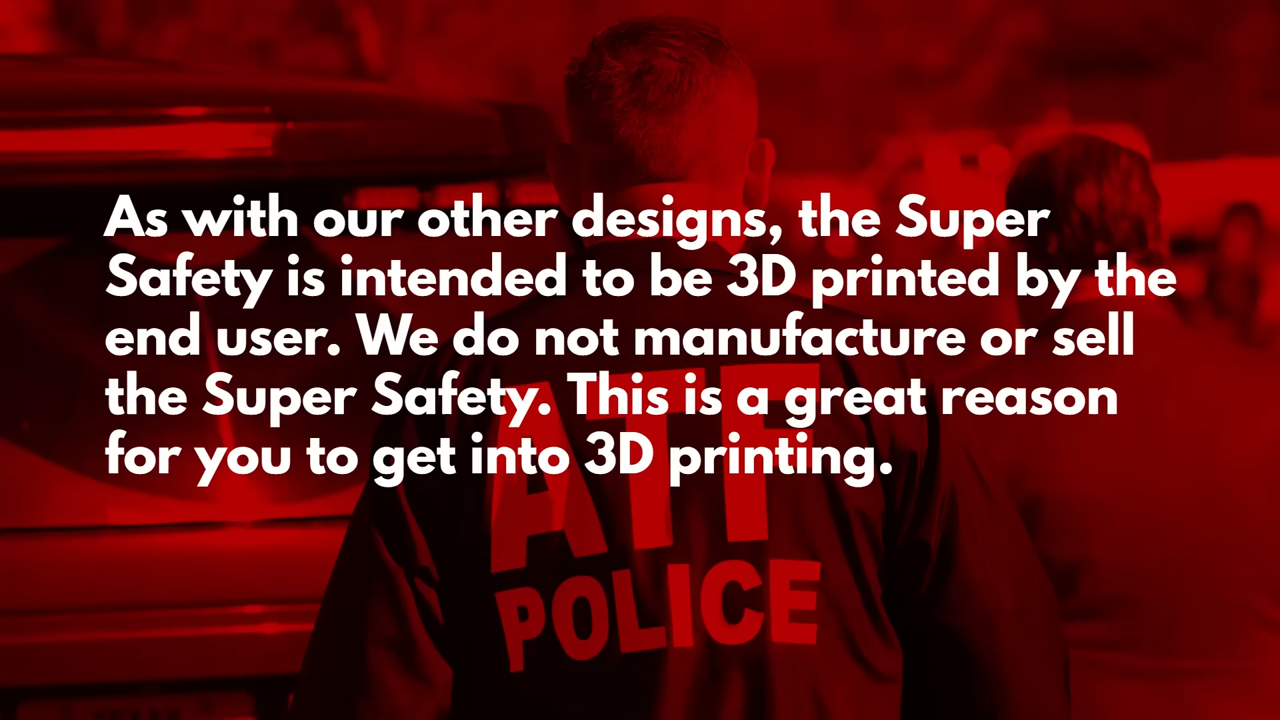 As with our other designs, the Super
Safety is intended to be 3D printed by the
end user. We do not manufacture or sell
the Super Safety. This is a great reason
for you to get into 3D printing.
ATF
POLICE